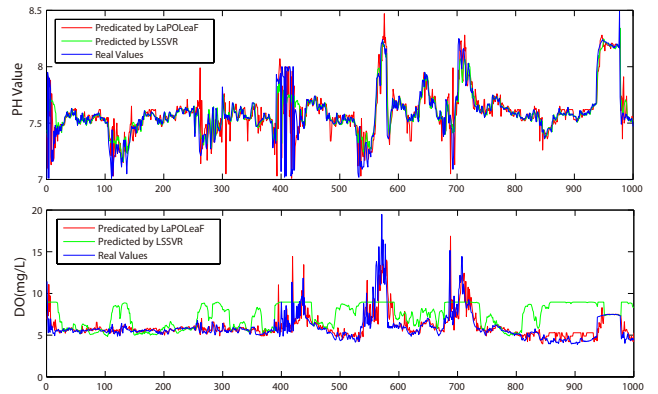 8.5
8
7.5
7
PH Value
Predicated by LaPOLeaF
Predicted by LSSVR
Real Values
0 100 200 300 400 500 600 700 800 900 1000
20
15
10
5
0
DO(mg/L)
Predicated by LAPOLeaF
Predicted by LSSVR
Real Values
0 100 200 300 400 500 600 700 800 900 1000